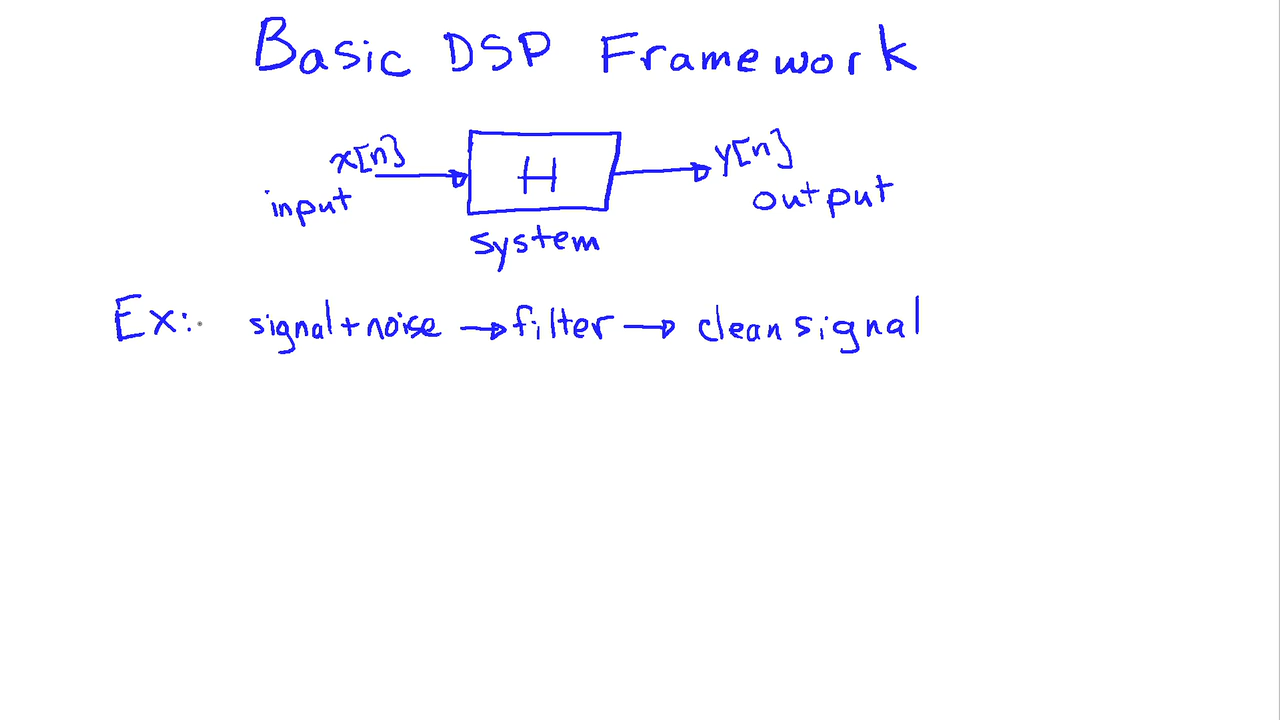 Basic DSP Framework
x[n] H y[n]
input output
system
Ex: signal + noise → filter → clean signal